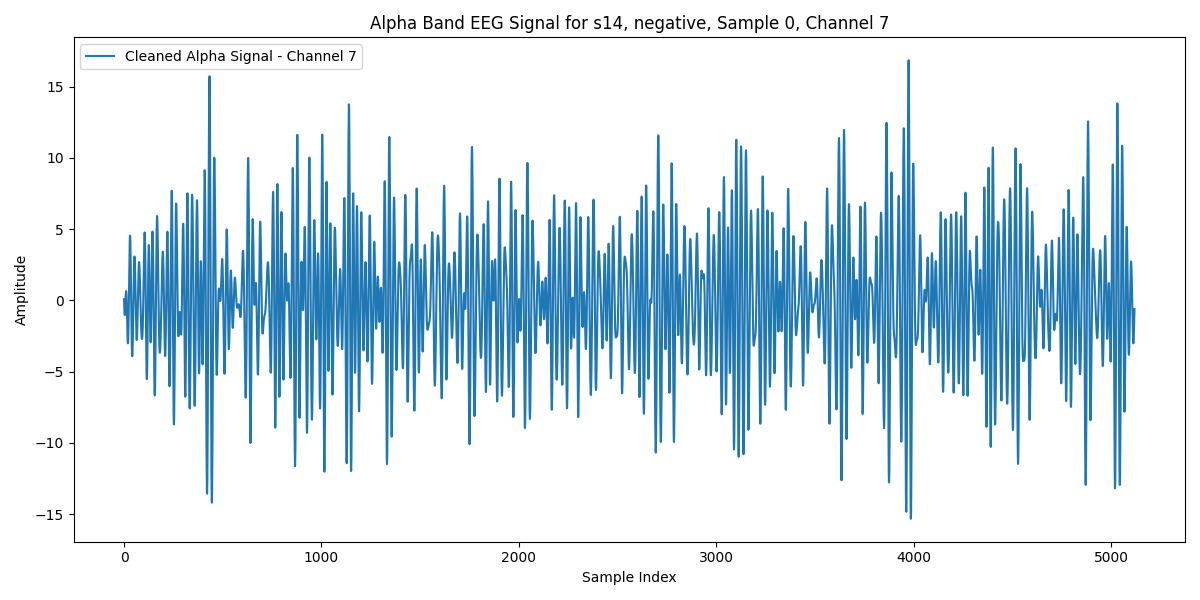 Alpha Band EEG Signal for s14, negative, Sample 0, Channel 7
Cleaned Alpha Signal - Channel 7
Amplitude
15
10
5
0
−5
−10
−15
0 1000 2000 3000 4000 5000
Sample Index